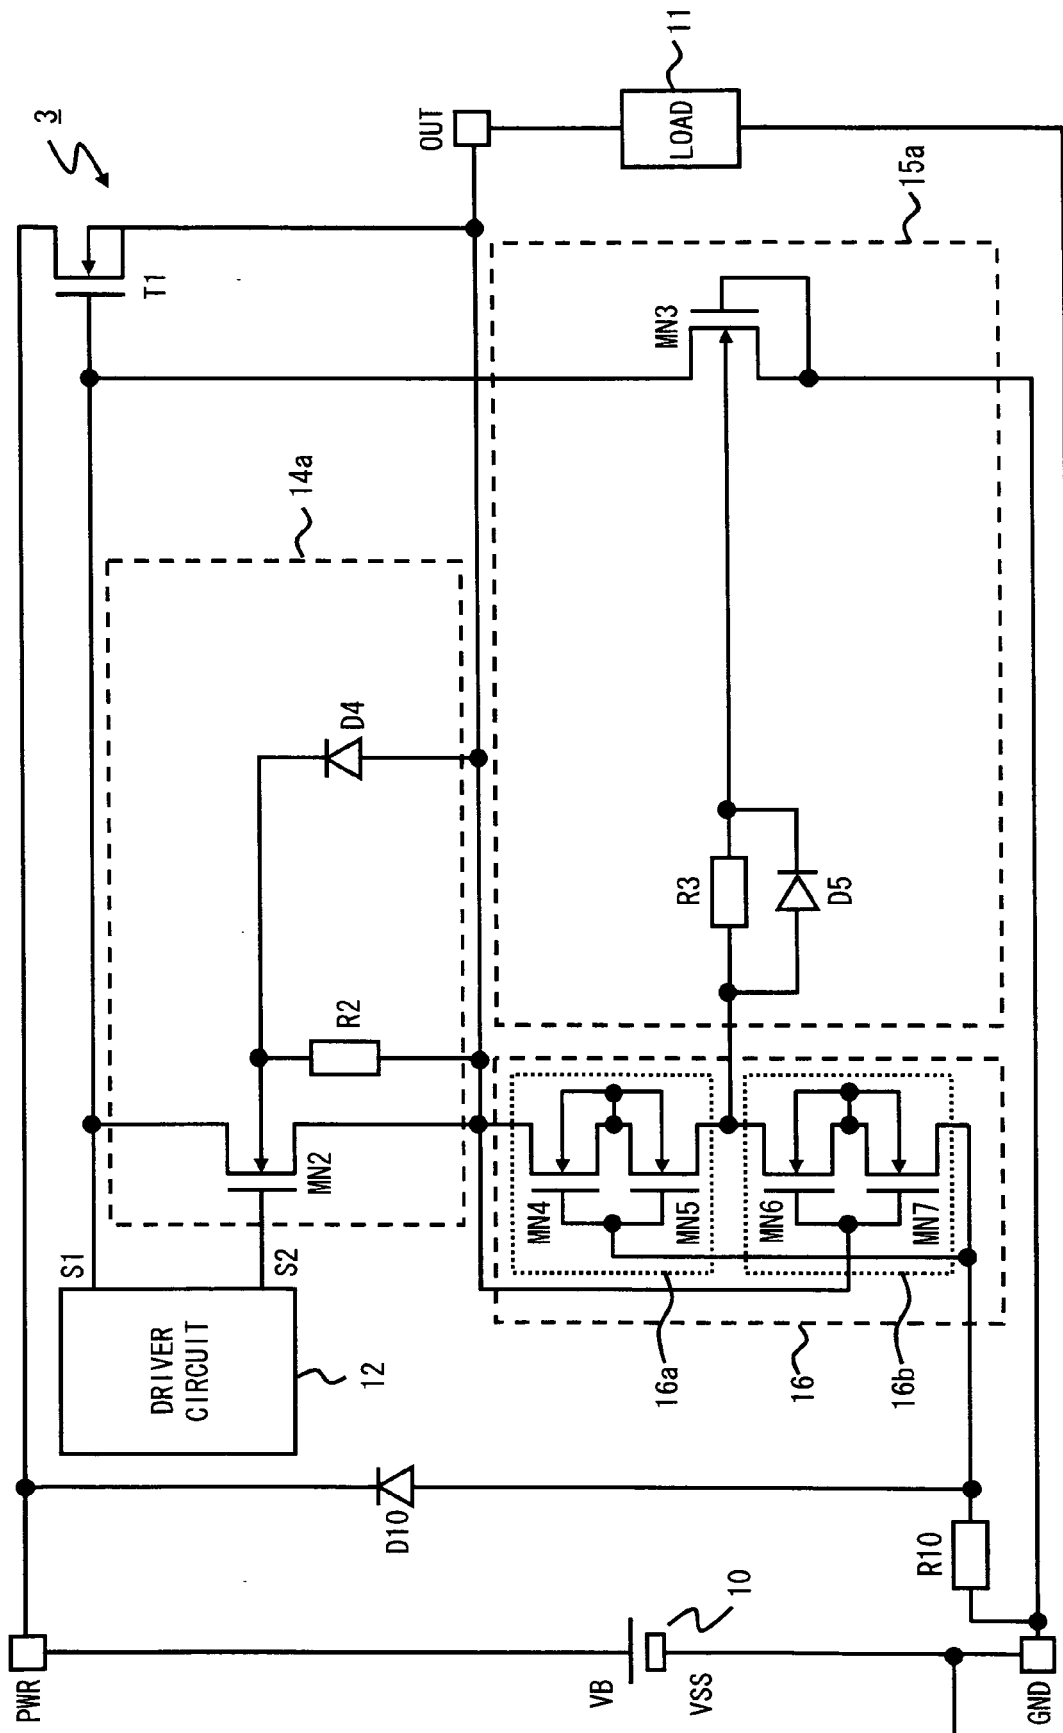 3
PWR
T1
OUT
11
LOAD
14a
15a
S1
DRIVER
CIRCUIT
12
S2
MN2
R2
D4
MN3
D10
VB
10
VSS
MN4
MN5
MN6
MN7
16a
16
16b
R3
D5
R10
GND